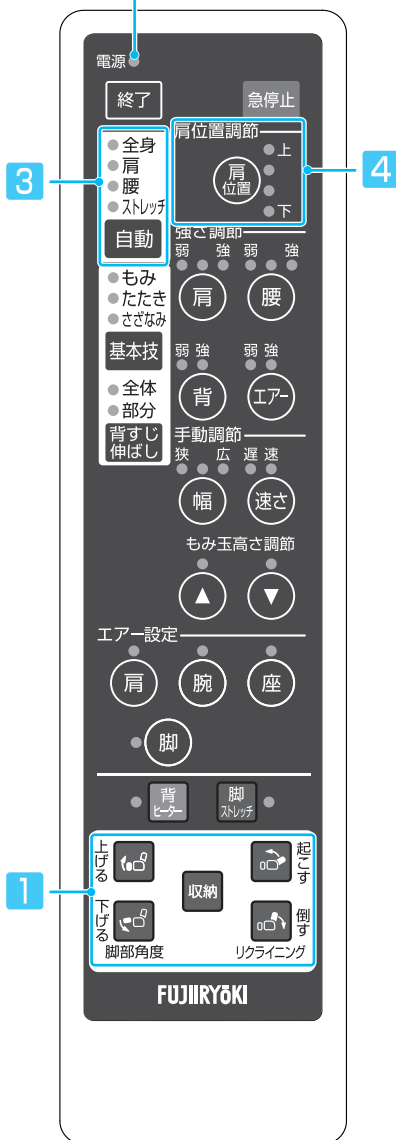 電源
終了 急停止
肩位置調節
3
全身
肩
腰
ストレッチ
自動
上
肩
位置
下
4
強さ調節
弱 強 弱 強
肩 腰
もみ
たたき
さざなみ
基本技
弱 強 弱 強
背 エアー
全体
部分
背すじ
伸ばし
手動調節
狭 広 遅 速
幅 速さ
もみ玉高さ調節
▲ ▼
エアー設定
肩 腕 座
脚
背
ヒーター
脚
ストレッチ
1
上げる
下げる
脚部角度
収納
起こす
倒す
リクライニング
FUJIIRYōKI